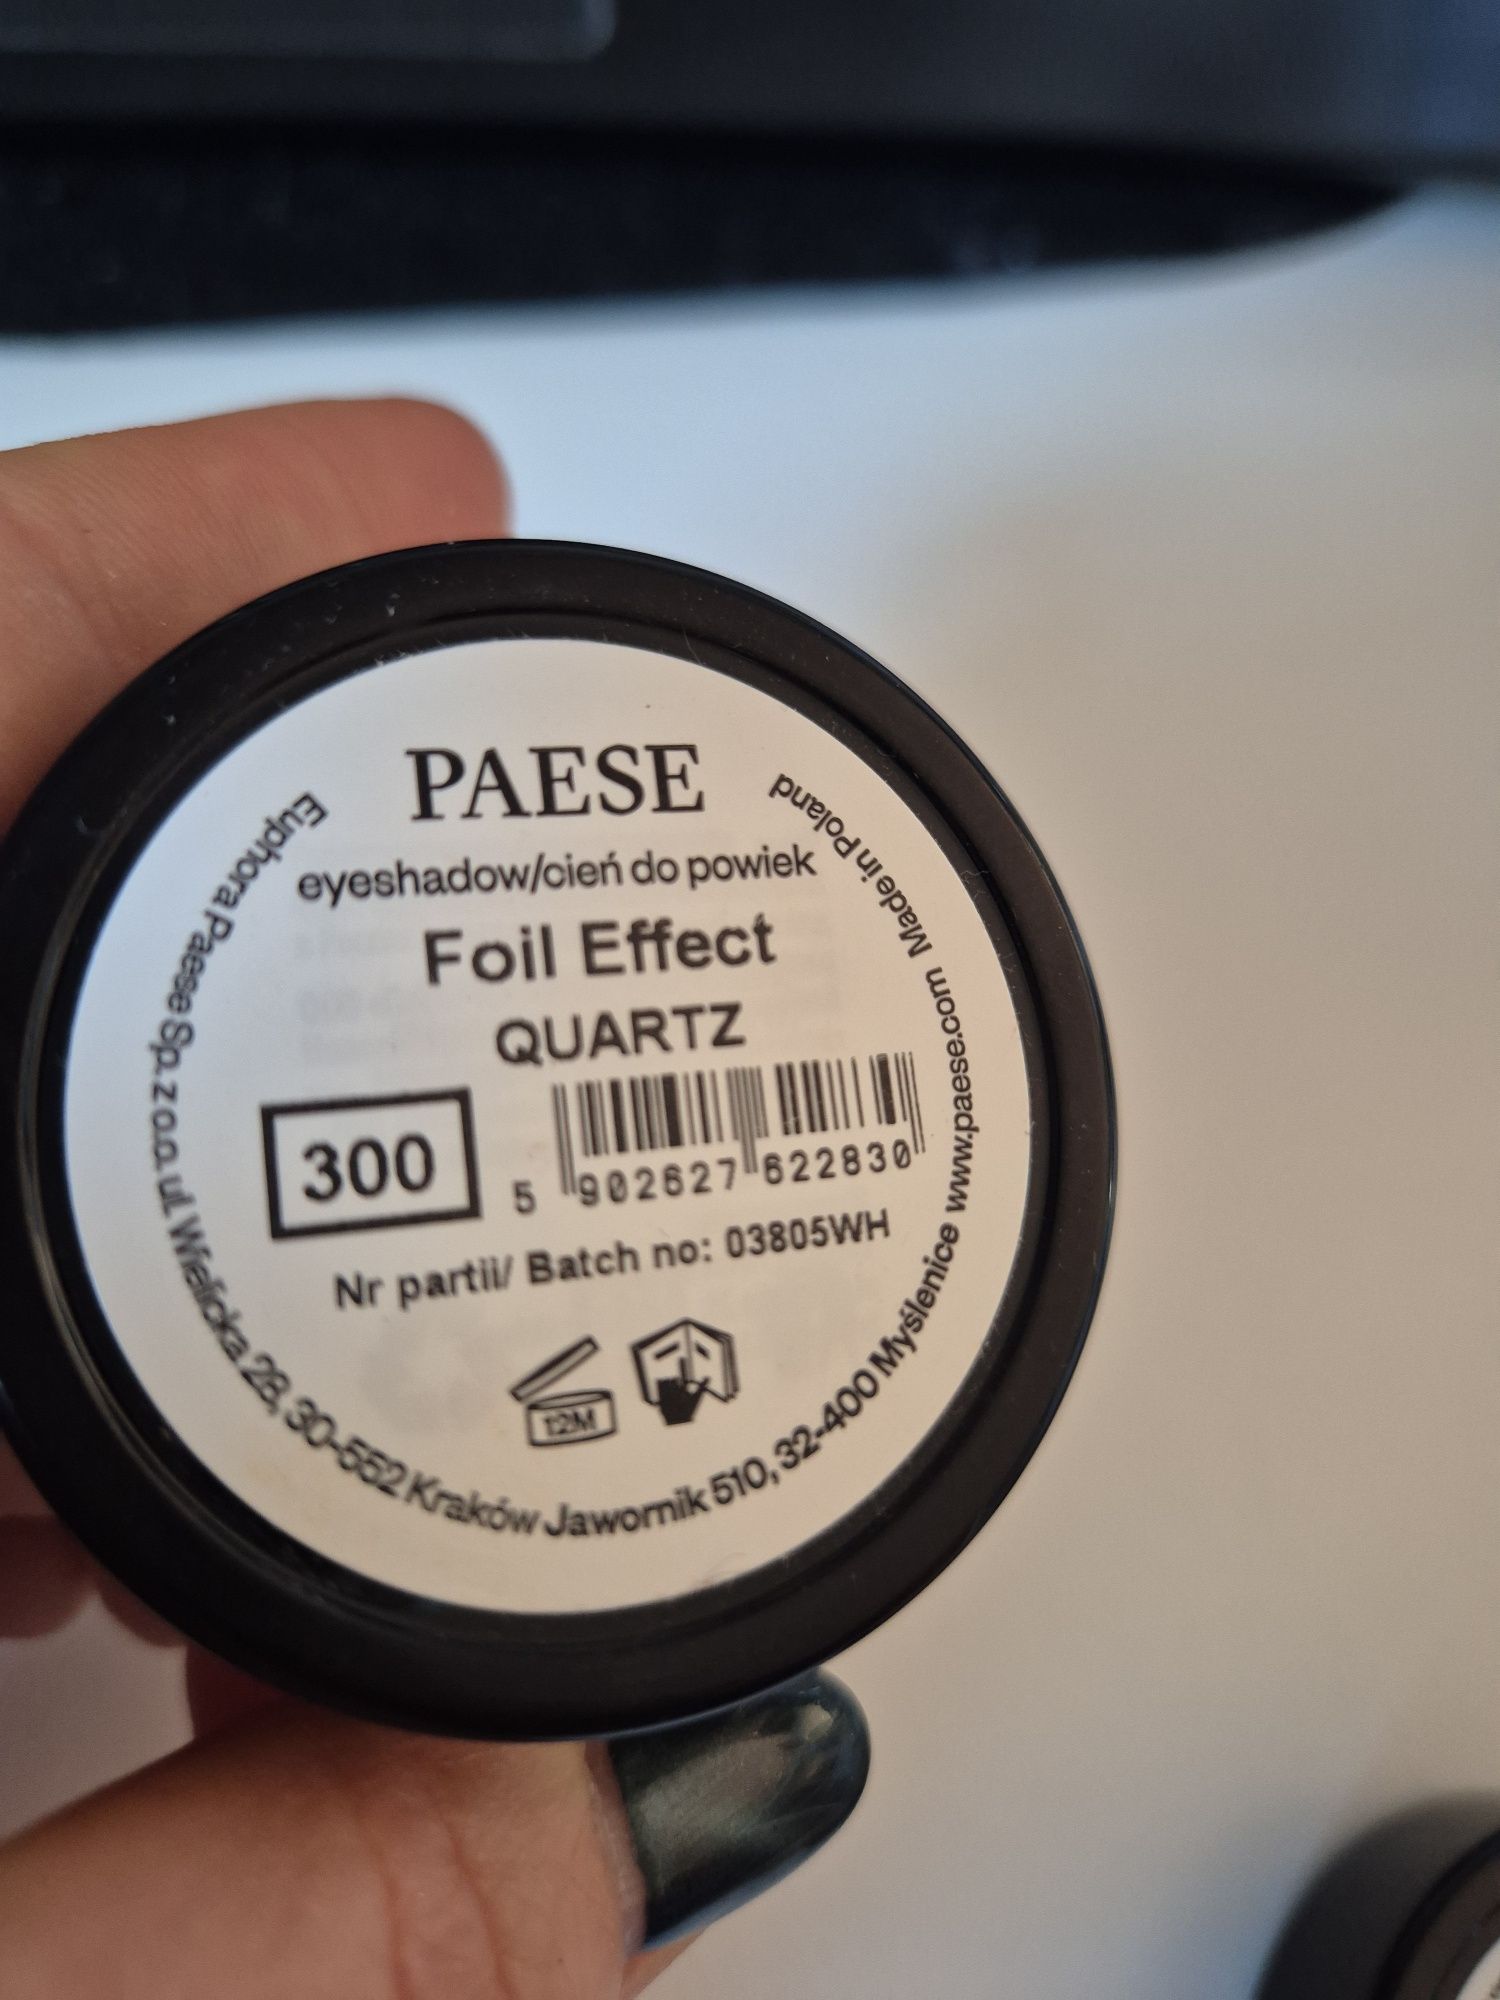 PAESE
eyeshadow/cień do powiek
Foil Effect
QUARTZ
300
5 902627 622830
Nr partii/ Batch no: 03805WH
12M
Euphora Paese Sp. z o.o. ul. Wielicka 28, 30-552 Kraków Jawornik 510, 32-400 Myślenice www.paese.com Made in Poland